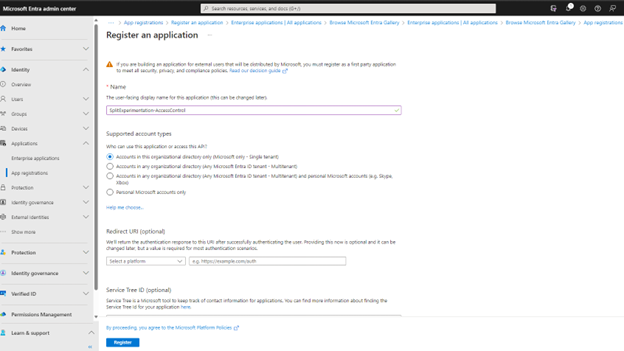 Microsoft Entra admin center
Search resources, services, and docs (G+/)
Home
Favorites
Identity
Overview
Users
Groups
Devices
Applications
Enterprise applications
App registrations
Protection
Identity governance
External identities
Show more
Protection
Identity governance
Verified ID
Permissions Management
Learn & support
... > App registrations > Register an application > Enterprise applications | All applications > Browse Microsoft Entra Gallery > Enterprise applications | All applications > Browse Microsoft Entra Gallery > App registrations
Register an application ...
If you are building an application for external users that will be distributed by Microsoft, you must register as a first party application
to meet all security, privacy, and compliance policies. Read our decision guide
* Name
The user-facing display name for this application (this can be changed later).
SplitExperimentation-AccessControl
Supported account types
Who can use this application or access this API?
Accounts in this organizational directory only (Microsoft only - Single tenant)
Accounts in any organizational directory (Any Microsoft Entra ID tenant - Multitenant)
Accounts in any organizational directory (Any Microsoft Entra ID tenant - Multitenant) and personal Microsoft accounts (e.g. Skype,
Xbox)
Personal Microsoft accounts only
Help me choose...
Redirect URI (optional)
We'll return the authentication response to this URI after successfully authenticating the user. Providing this now is optional and it can be
changed later, but a value is required for most authentication scenarios.
Select a platform
e.g. https://example.com/auth
Service Tree ID (optional)
Service Tree is a Microsoft tool to keep track of contact information for applications. You can find more information about finding the
Service Tree Id for your application here.
By proceeding, you agree to the Microsoft Platform Policies
Register